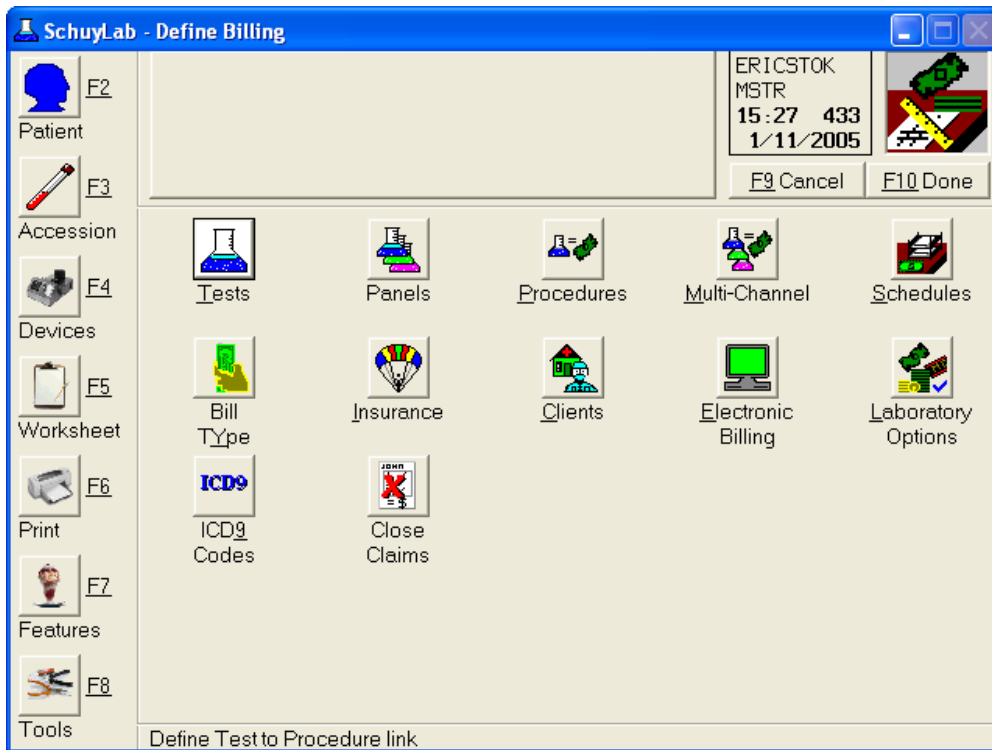 SchuyLab - Define Billing
F2
Patient
F3
Accession
F4
Devices
F5
Worksheet
F6
Print
F7
Features
F8
Tools
ERICSTOK
MSTR
15:27 433
1/11/2005
F9 Cancel F10 Done
Tests Panels Procedures Multi-Channel Schedules
Bill
TYpe
Insurance
Clients
Electronic
Billing
Laboratory
Options
ICD9
ICD9
Codes
JOHN
= $
Close
Claims
Define Test to Procedure link